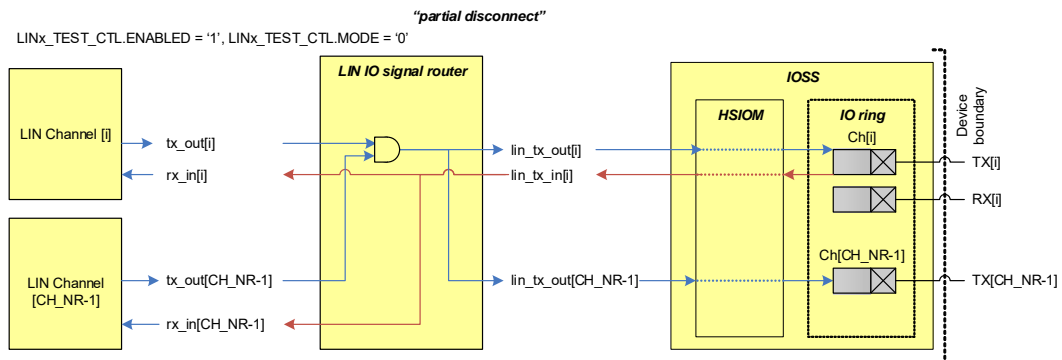 “partial disconnect”
LINx_TEST_CTL.ENABLED = ‘1’, LINx_TEST_CTL.MODE = ‘0’
LIN IO signal router
IOSS
HSIOM
IO ring
Device
boundary
LIN Channel [i]
tx_out[i]
rx_in[i]
lin_tx_out[i]
lin_tx_in[i]
Ch[i]
TX[i]
RX[i]
LIN Channel
[CH_NR-1]
tx_out[CH_NR-1]
rx_in[CH_NR-1]
lin_tx_out[CH_NR-1]
Ch[CH_NR-1]
TX[CH_NR-1]